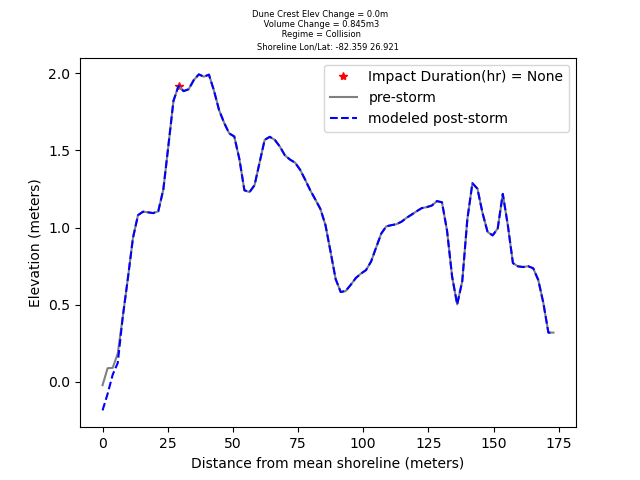 Dune Crest Elev Change = 0.0m
Volume Change = 0.845m3
Regime = Collision
Shoreline Lon/Lat: -82.359 26.921
Impact Duration(hr) = None
pre-storm
modeled post-storm
2.0
1.5
1.0
0.5
0.0
Elevation (meters)
0 25 50 75 100 125 150 175
Distance from mean shoreline (meters)